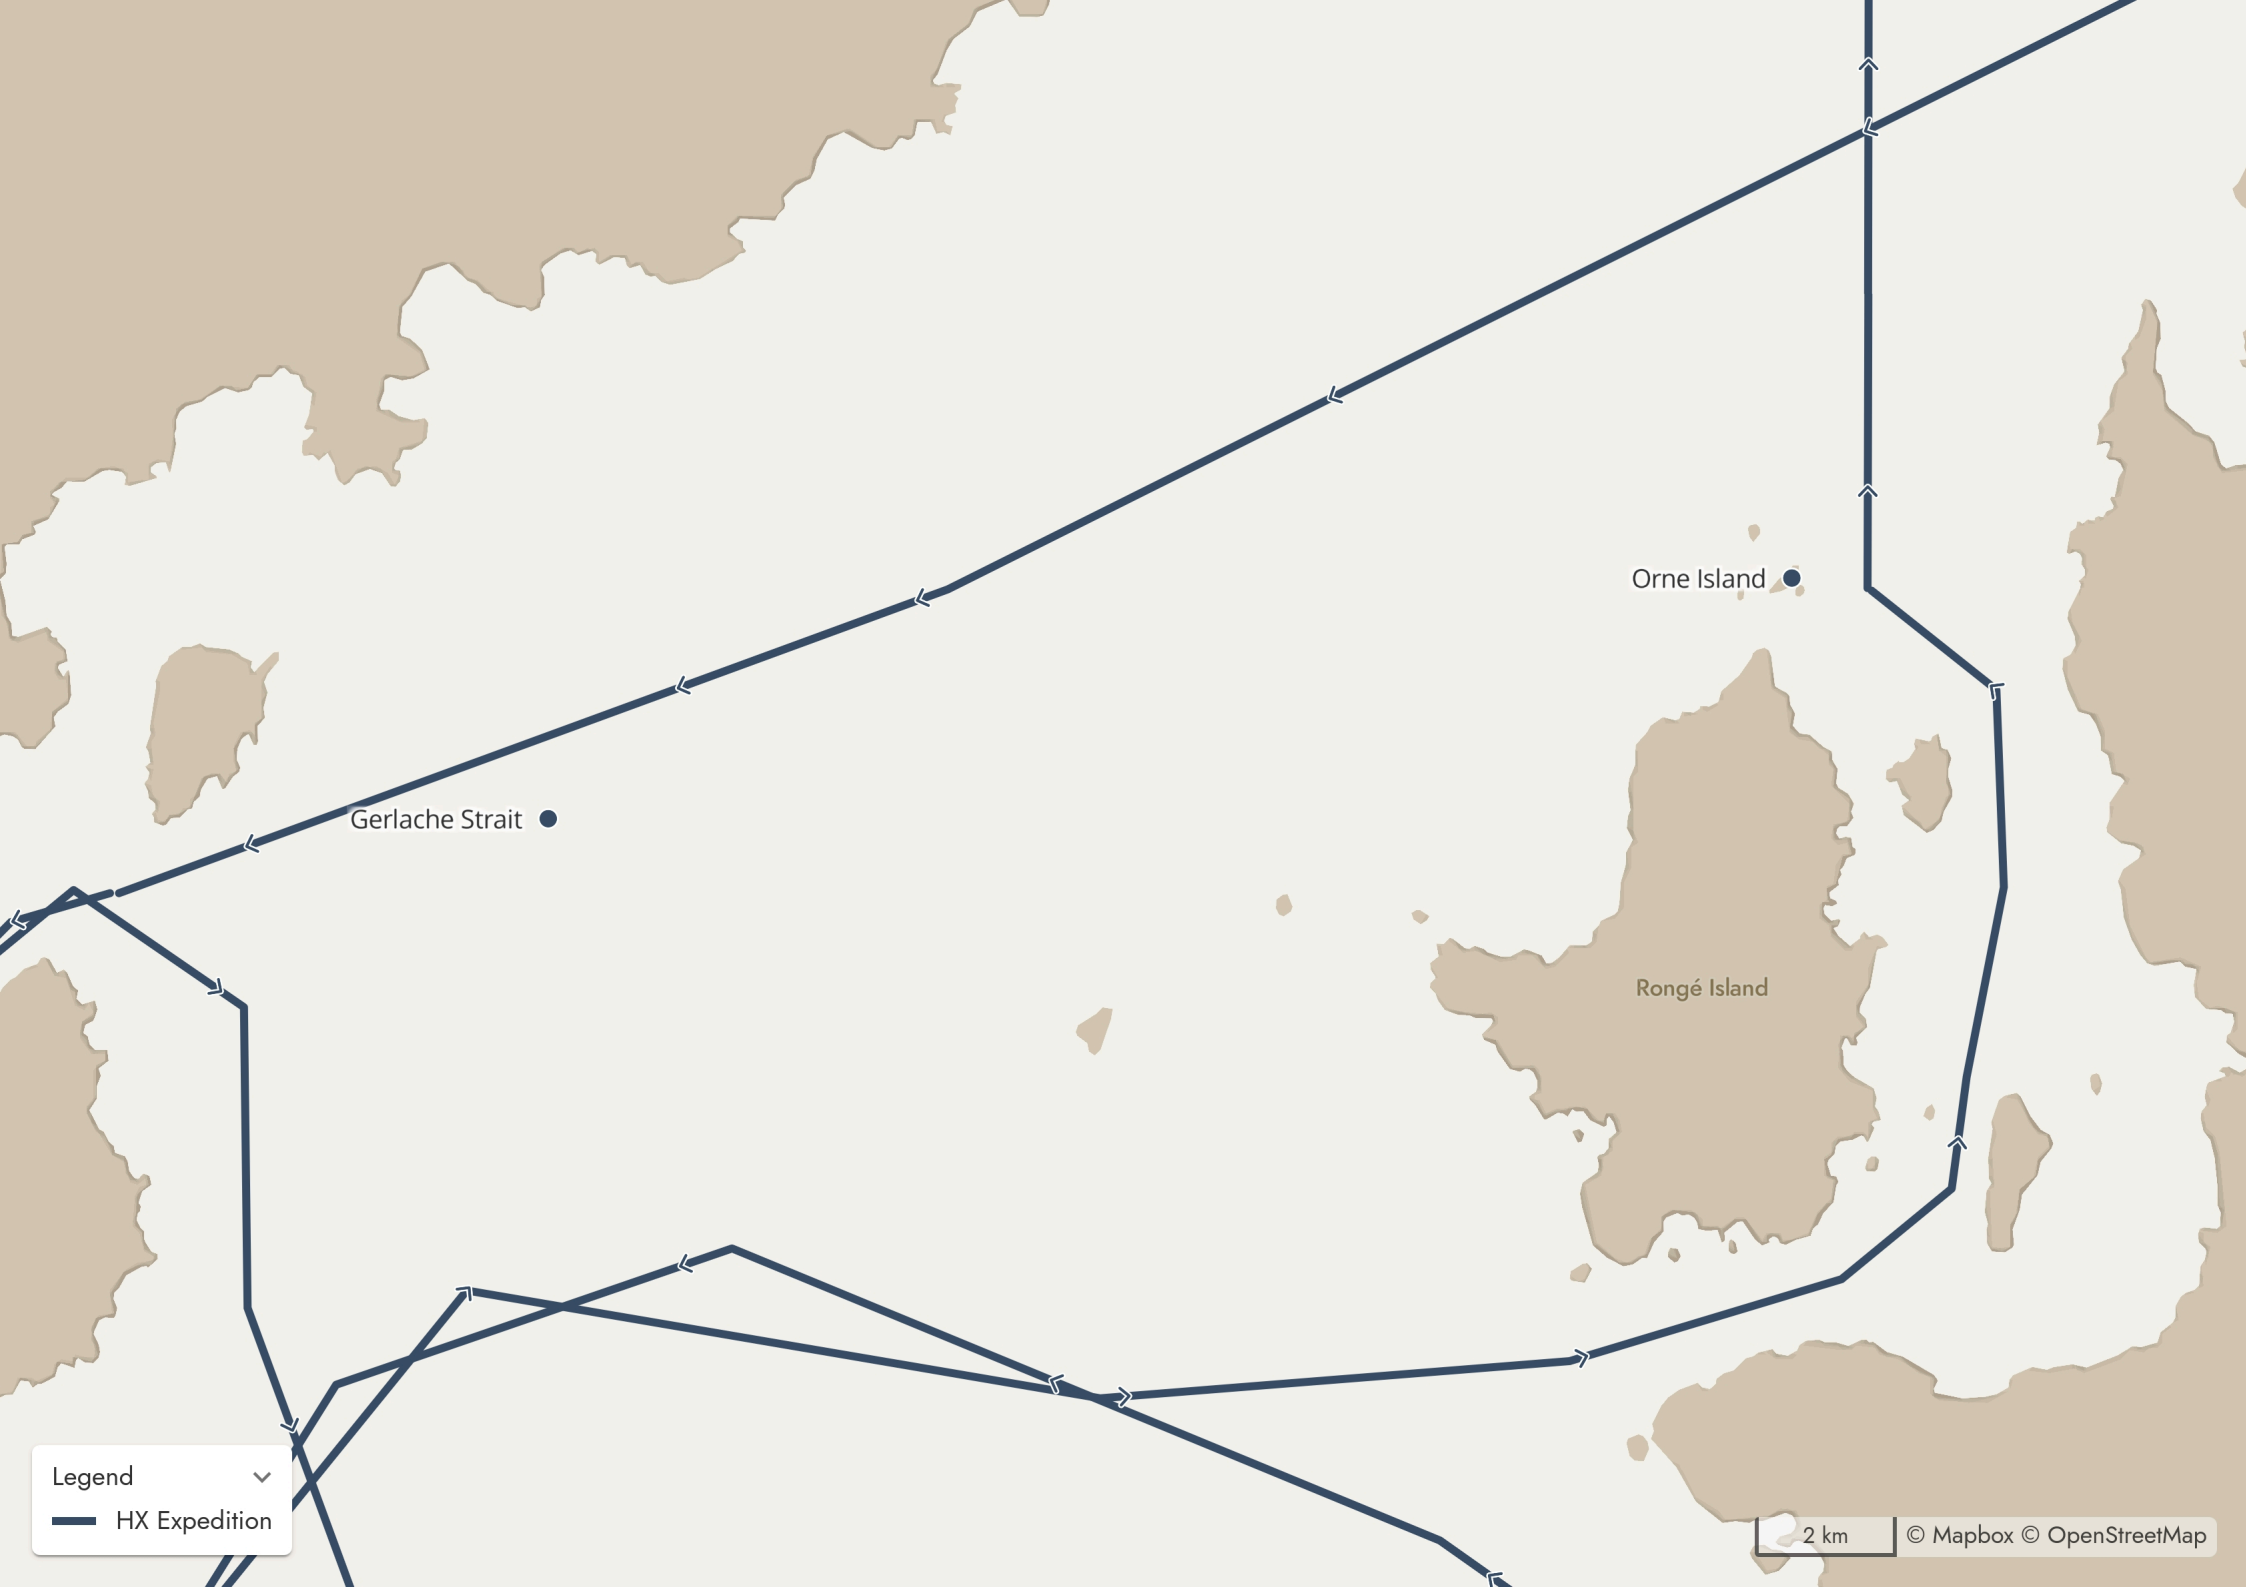 Orne Island
Gerlache Strait
Rongé Island
Legend
HX Expedition
2 km
© Mapbox © OpenStreetMap